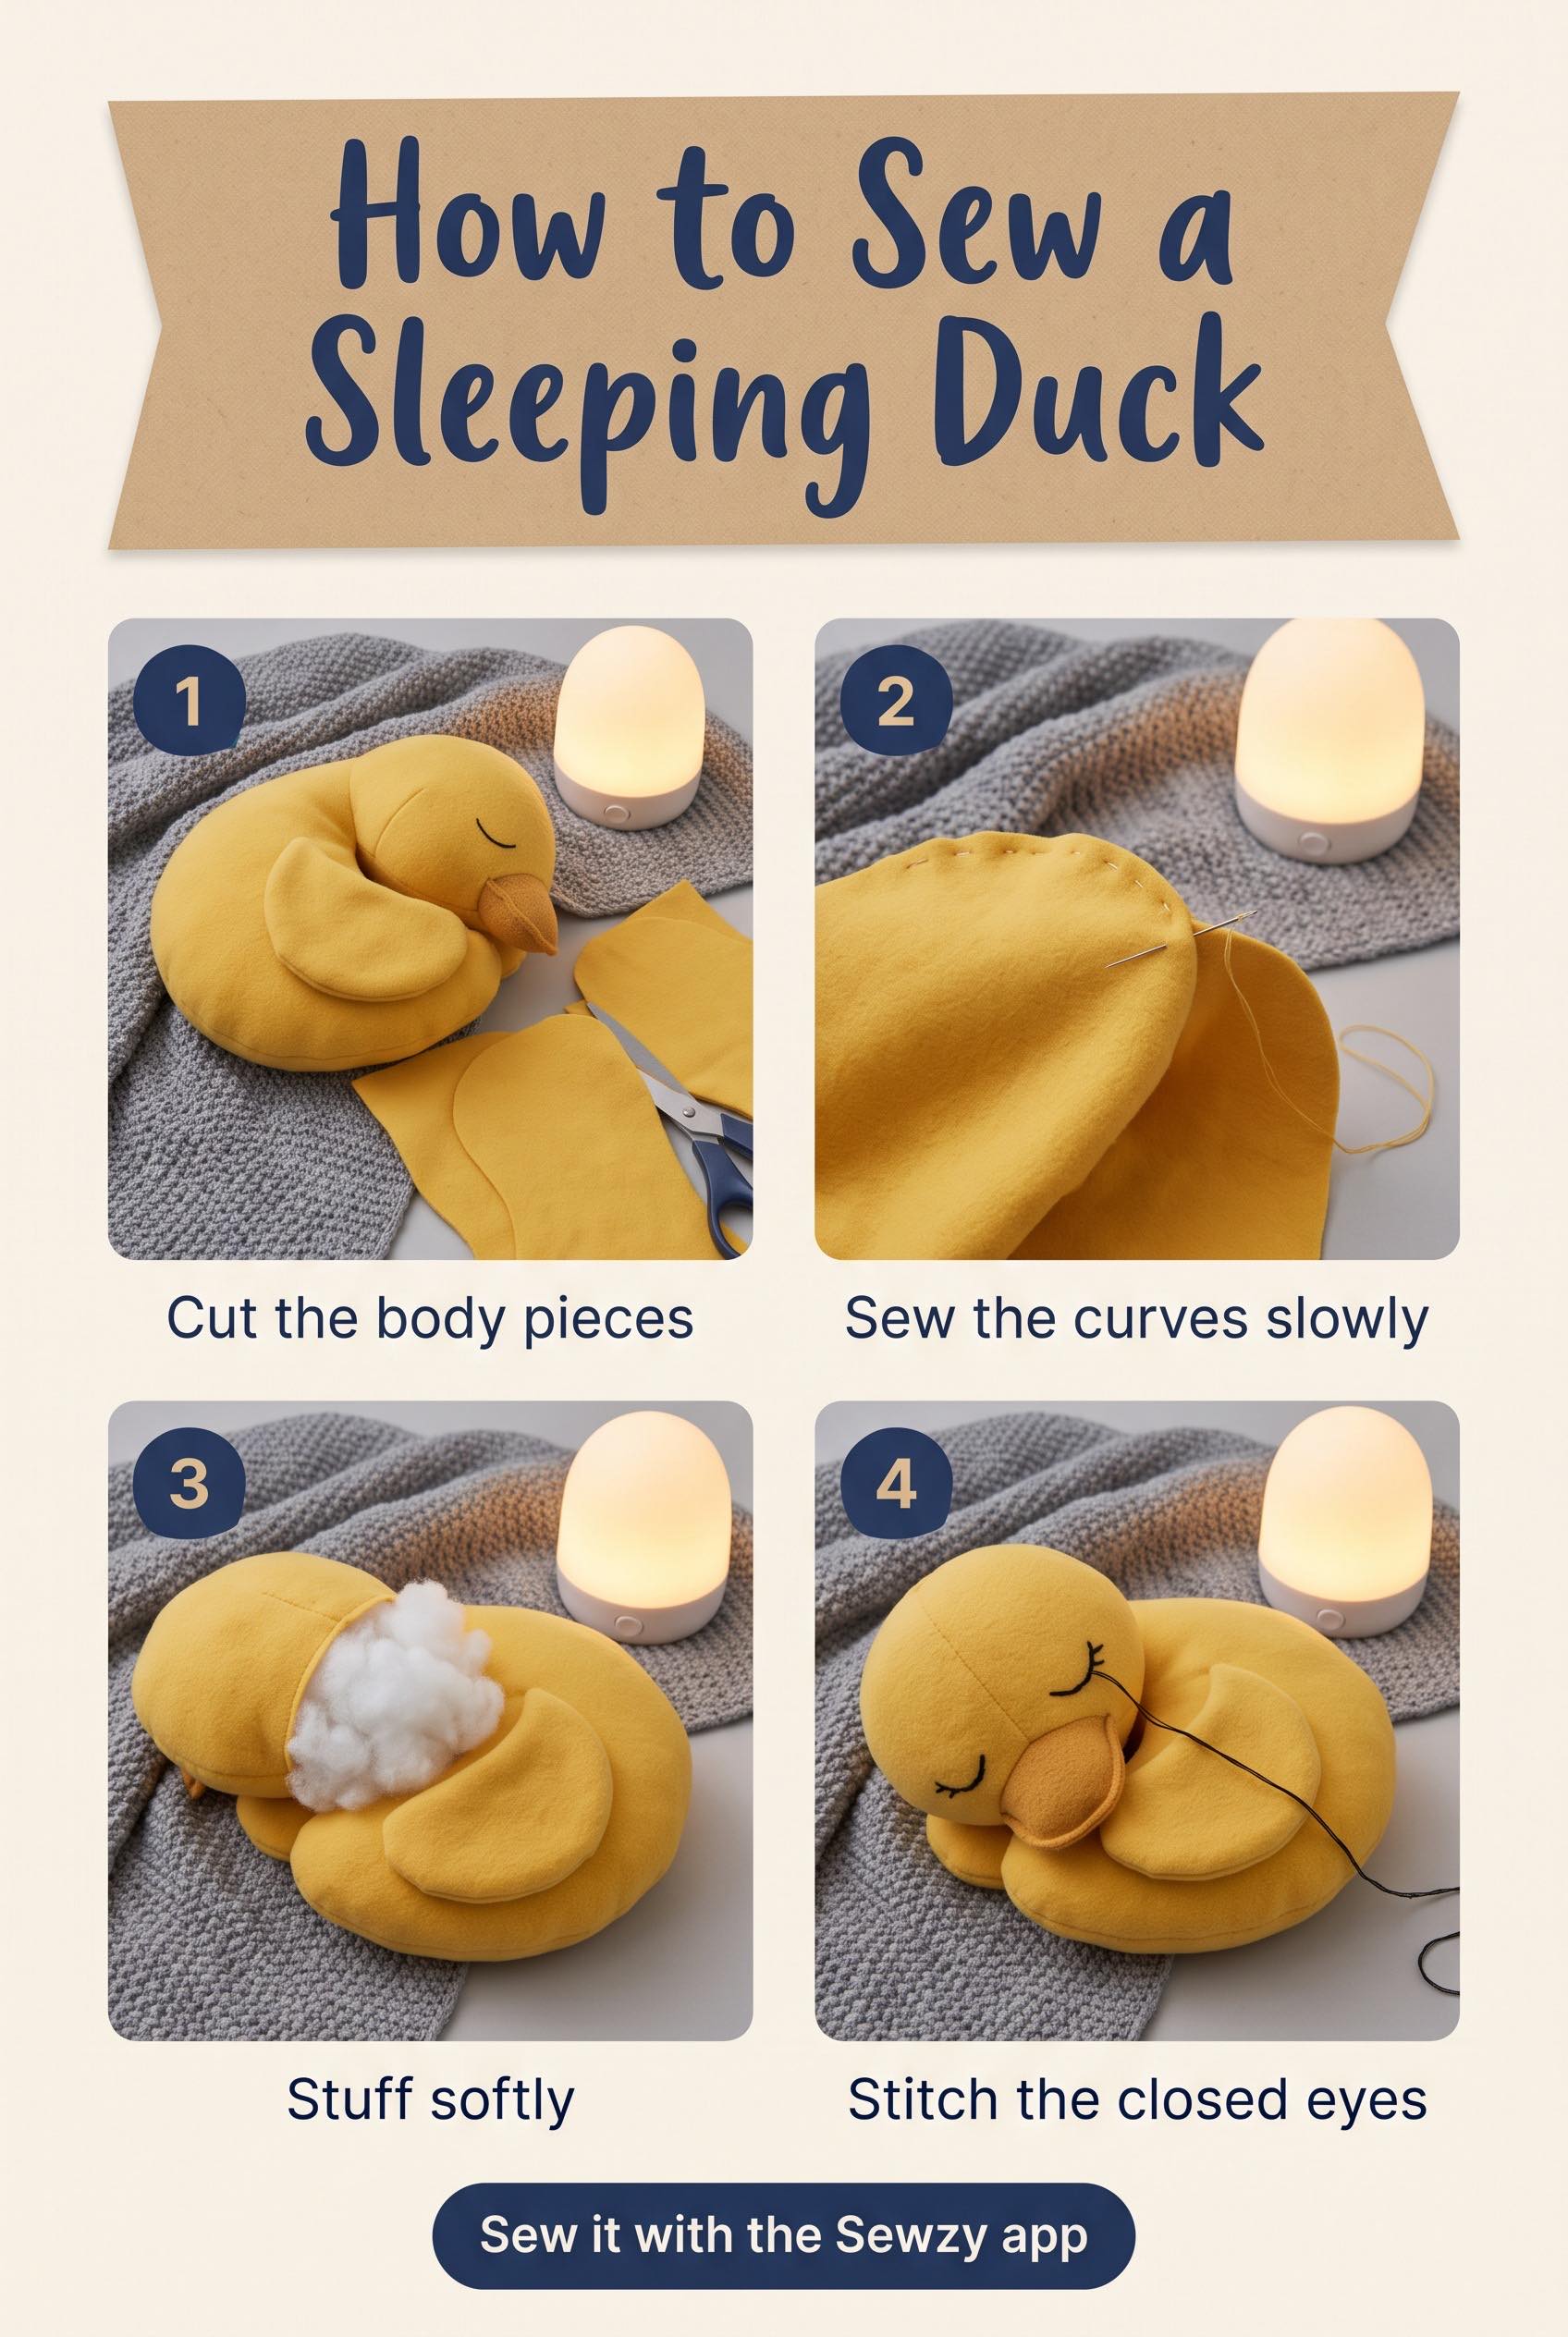 How to Sew a
Sleeping Duck
1
2
Cut the body pieces
Sew the curves slowly
3
4
Stuff softly
Stitch the closed eyes
Sew it with the Sewzy app